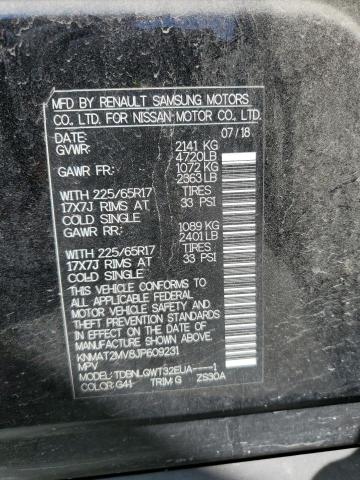 MFD BY RENAULT SAMSUNG MOTORS
CO., LTD. FOR NISSAN MOTOR CO., LTD.
DATE: 07/18
GVWR: 2141 KG
4720LB
GAWR FR: 1072 KG
2363LB
WITH 225/65R17 TIRES
17X7J RIMS AT 33 PSI
COLD SINGLE
GAWR RR: 1089 KG
2401LB
WITH 225/65R17 TIRES
17X7J RIMS AT 33 PSI
COLD SINGLE
THIS VEHICLE CONFORMS TO
ALL APPLICABLE FEDERAL
MOTOR VEHICLE SAFETY AND
THEFT PREVENTION STANDARDS
IN EFFECT ON THE DATE OF
MANUFACTURE SHOWN ABOVE.
KNMAT2MV8JP609231
MPV
MODEL: TDBNLQWT32EUA----1
COLOR: G41 TRIM: G ZS30A